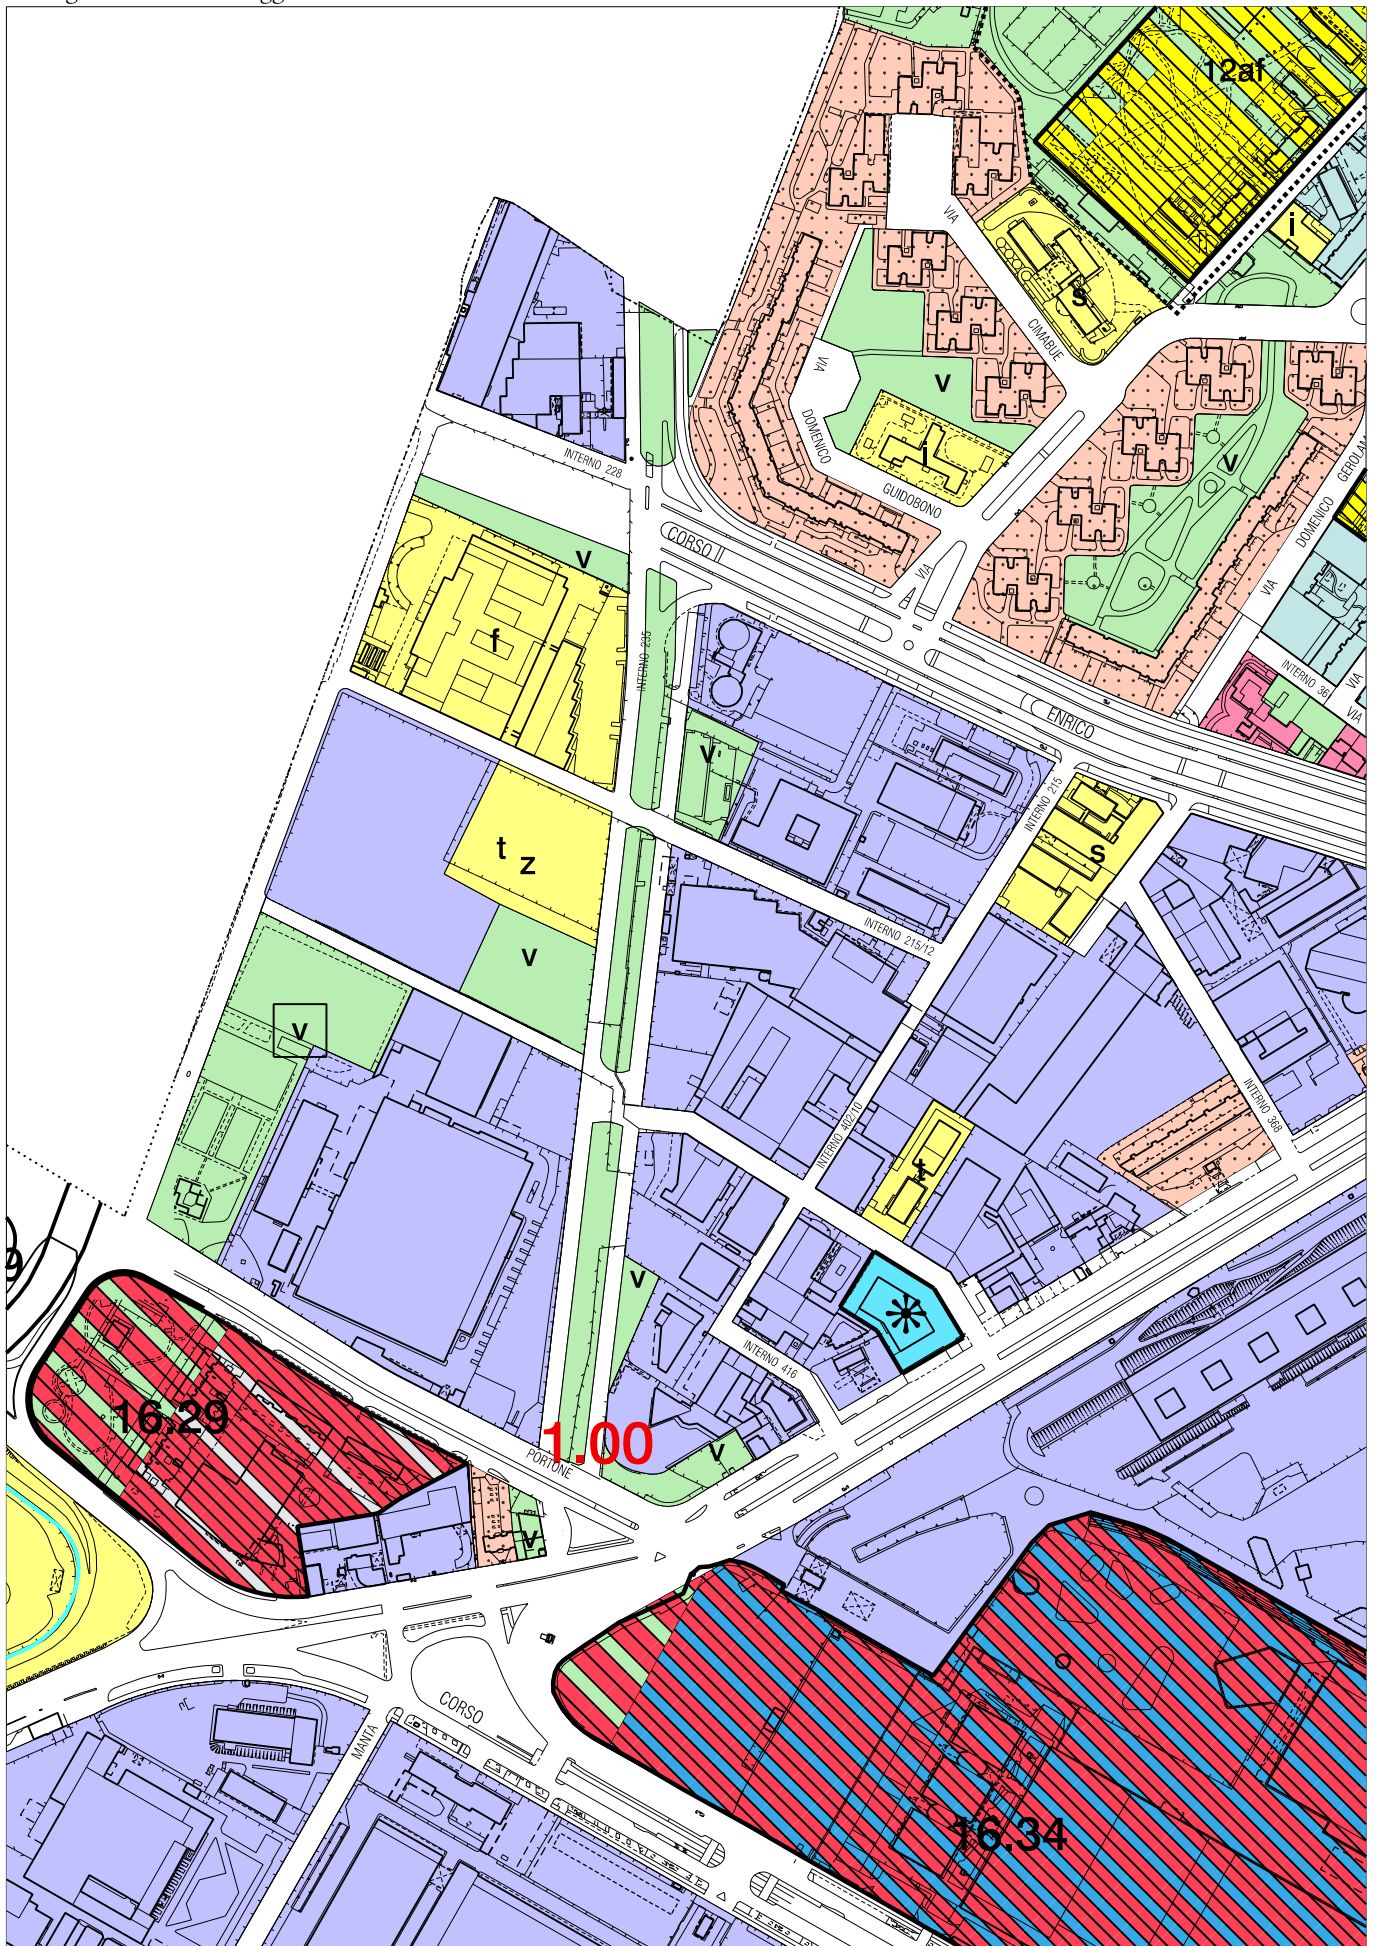 12af
i
VIA
s
CIMABUE
VIA
v
DOMENICO
i
v
GUIDOBONO
INTERNO 228
DOMENICO
VIA
CORSO
v
VIA
f
INTERNO 235
INTERNO 36
VIA
VIA
ENRICO
v
INTERNO 215
s
t z
INTERNO 215/12
v
v
INTERNO 368
INTERNO 402/10
t
v
9
INTERNO 416
16.29
1.00
v
PORTONE
v
CORSO
MANTA
16.34